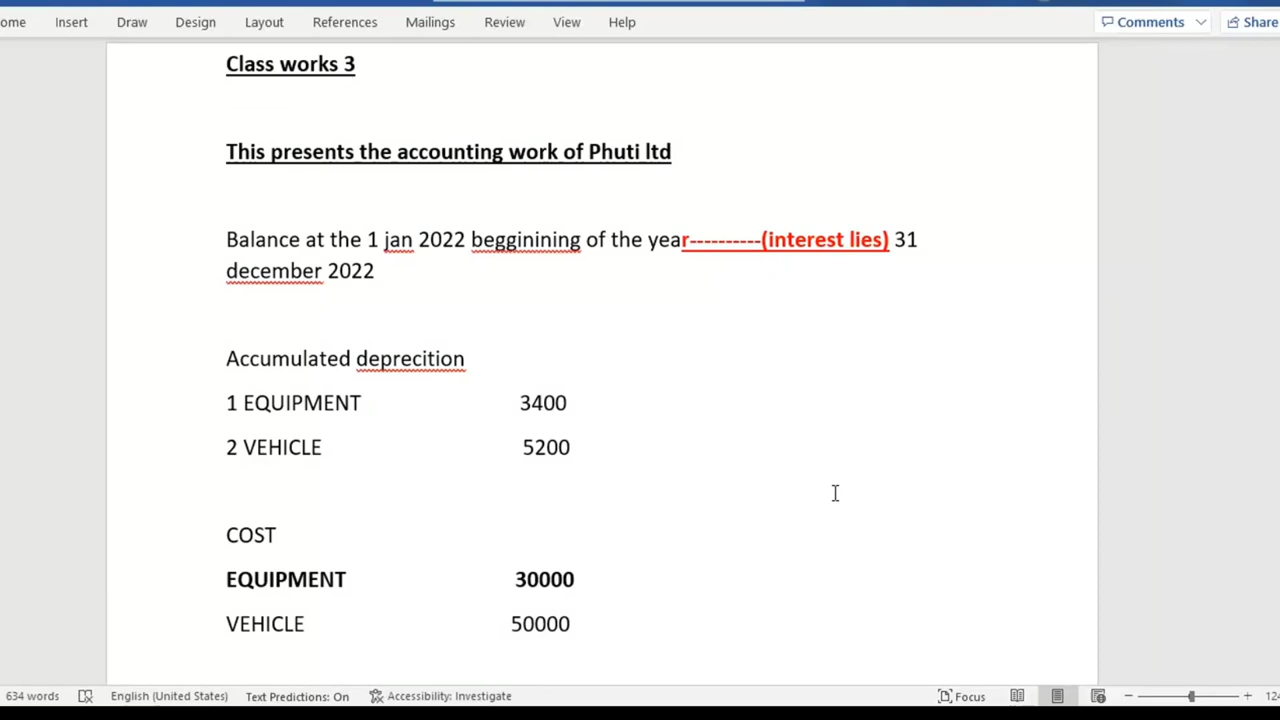 ome Insert Draw Design Layout References Mailings Review View Help Comments Share
Class works 3
This presents the accounting work of Phuti ltd
Balance at the 1 jan 2022 begginining of the year----------(interest lies) 31
december 2022
Accumulated deprecition
1 EQUIPMENT 3400
2 VEHICLE 5200
COST
EQUIPMENT 30000
VEHICLE 50000
634 words English (United States) Text Predictions: On Accessibility: Investigate Focus 124